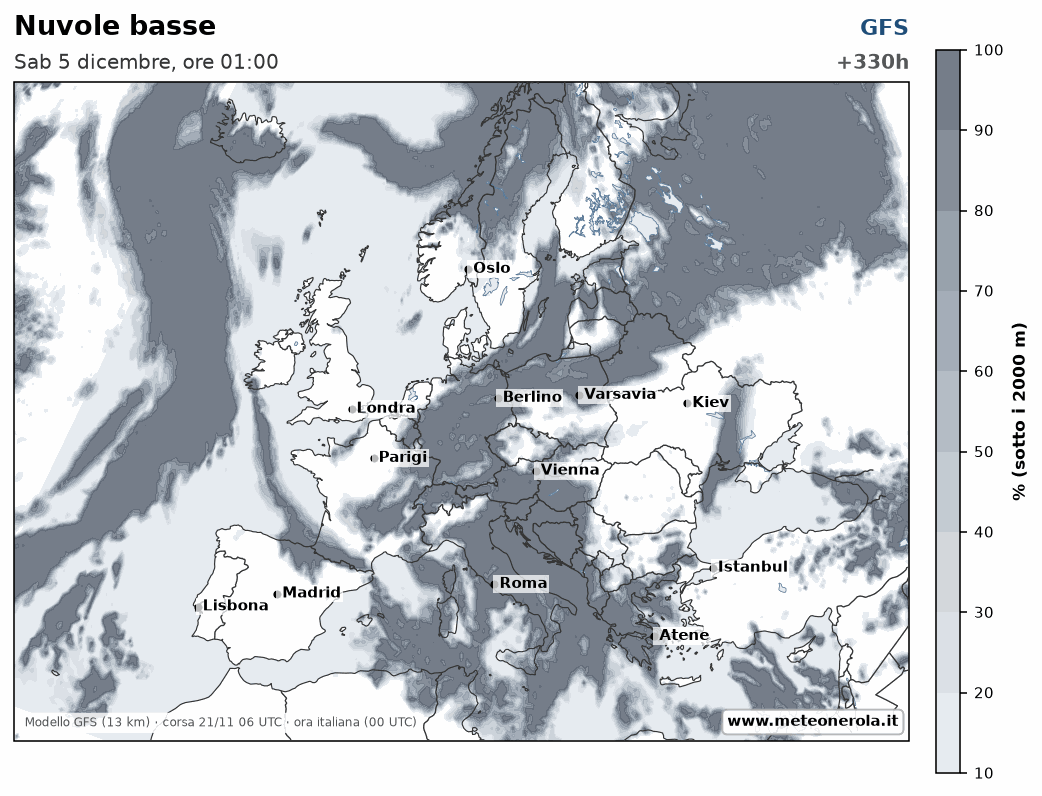 Nuvole basse
GFS
Sab 5 dicembre, ore 01:00
+330h
100
90
80
70
60
50
40
30
20
10
% (sotto i 2000 m)
Oslo
Berlino
Varsavia
Kiev
Londra
Parigi
Vienna
Istanbul
Roma
Madrid
Lisbona
Atene
Modello GFS (13 km) · corsa 21/11 06 UTC · ora italiana (00 UTC)
www.meteonerola.it